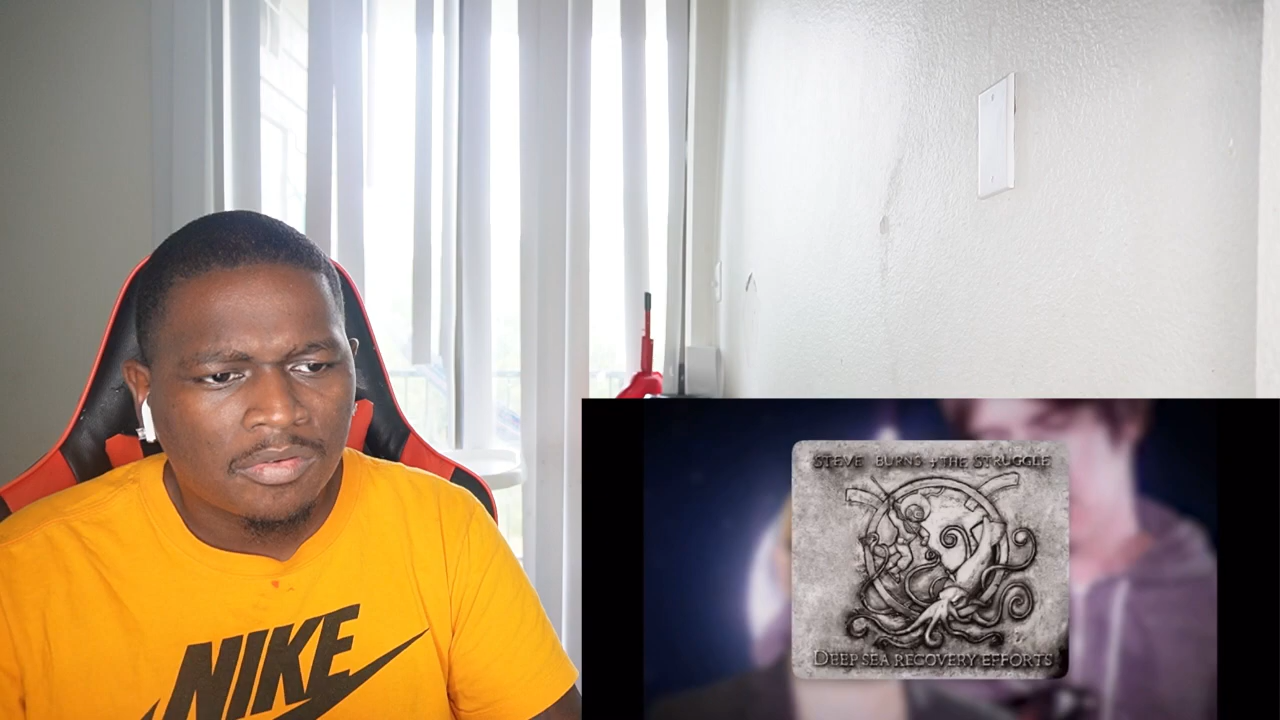 STEVE BURNS + THE STRUGGLE
DEEP SEA RECOVERY EFFORTS
NIKE